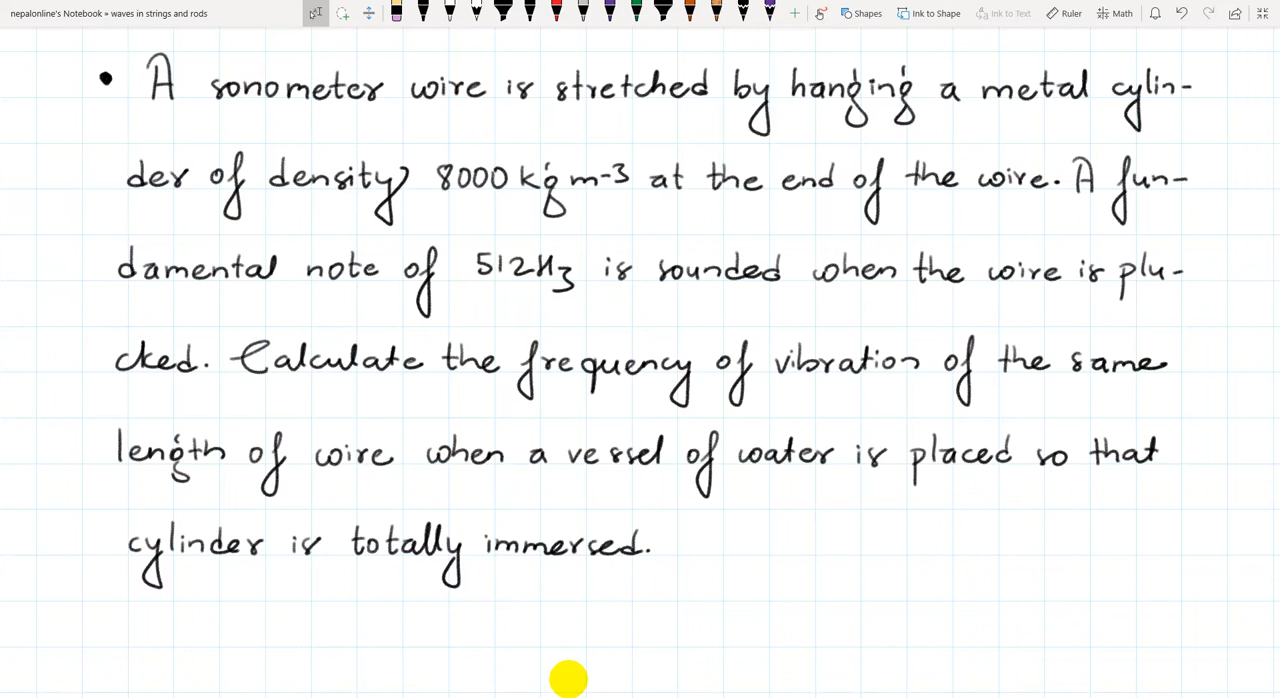 nepalonline's Notebook » waves in strings and rods
Shapes Ink to Shape Ink to Text Ruler Math
• A sonometer wire is stretched by hanging a metal cylin-
der of density 8000 kg m-3 at the end of the wire. A fun-
damental note of 512Hz is sounded when the wire is plu-
cked. Calculate the frequency of vibration of the same
length of wire when a vessel of water is placed so that
cylinder is totally immersed.